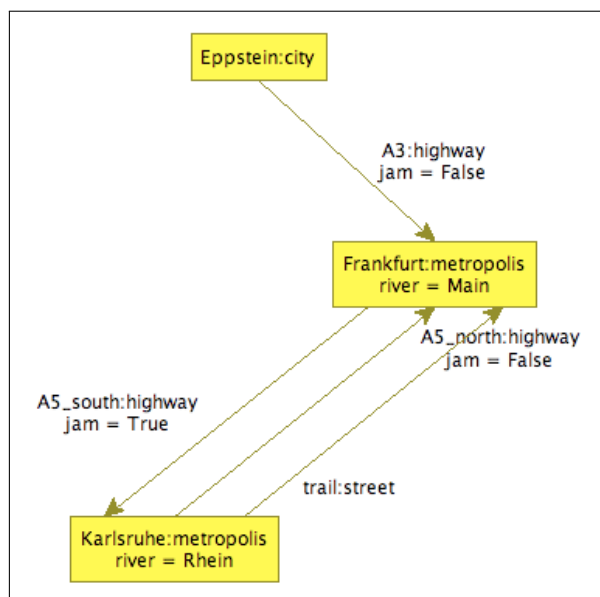 Eppstein:city
A3:highway
jam = False
Frankfurt:metropolis
river = Main
A5_north:highway
jam = False
A5_south:highway
jam = True
trail:street
Karlsruhe:metropolis
river = Rhein